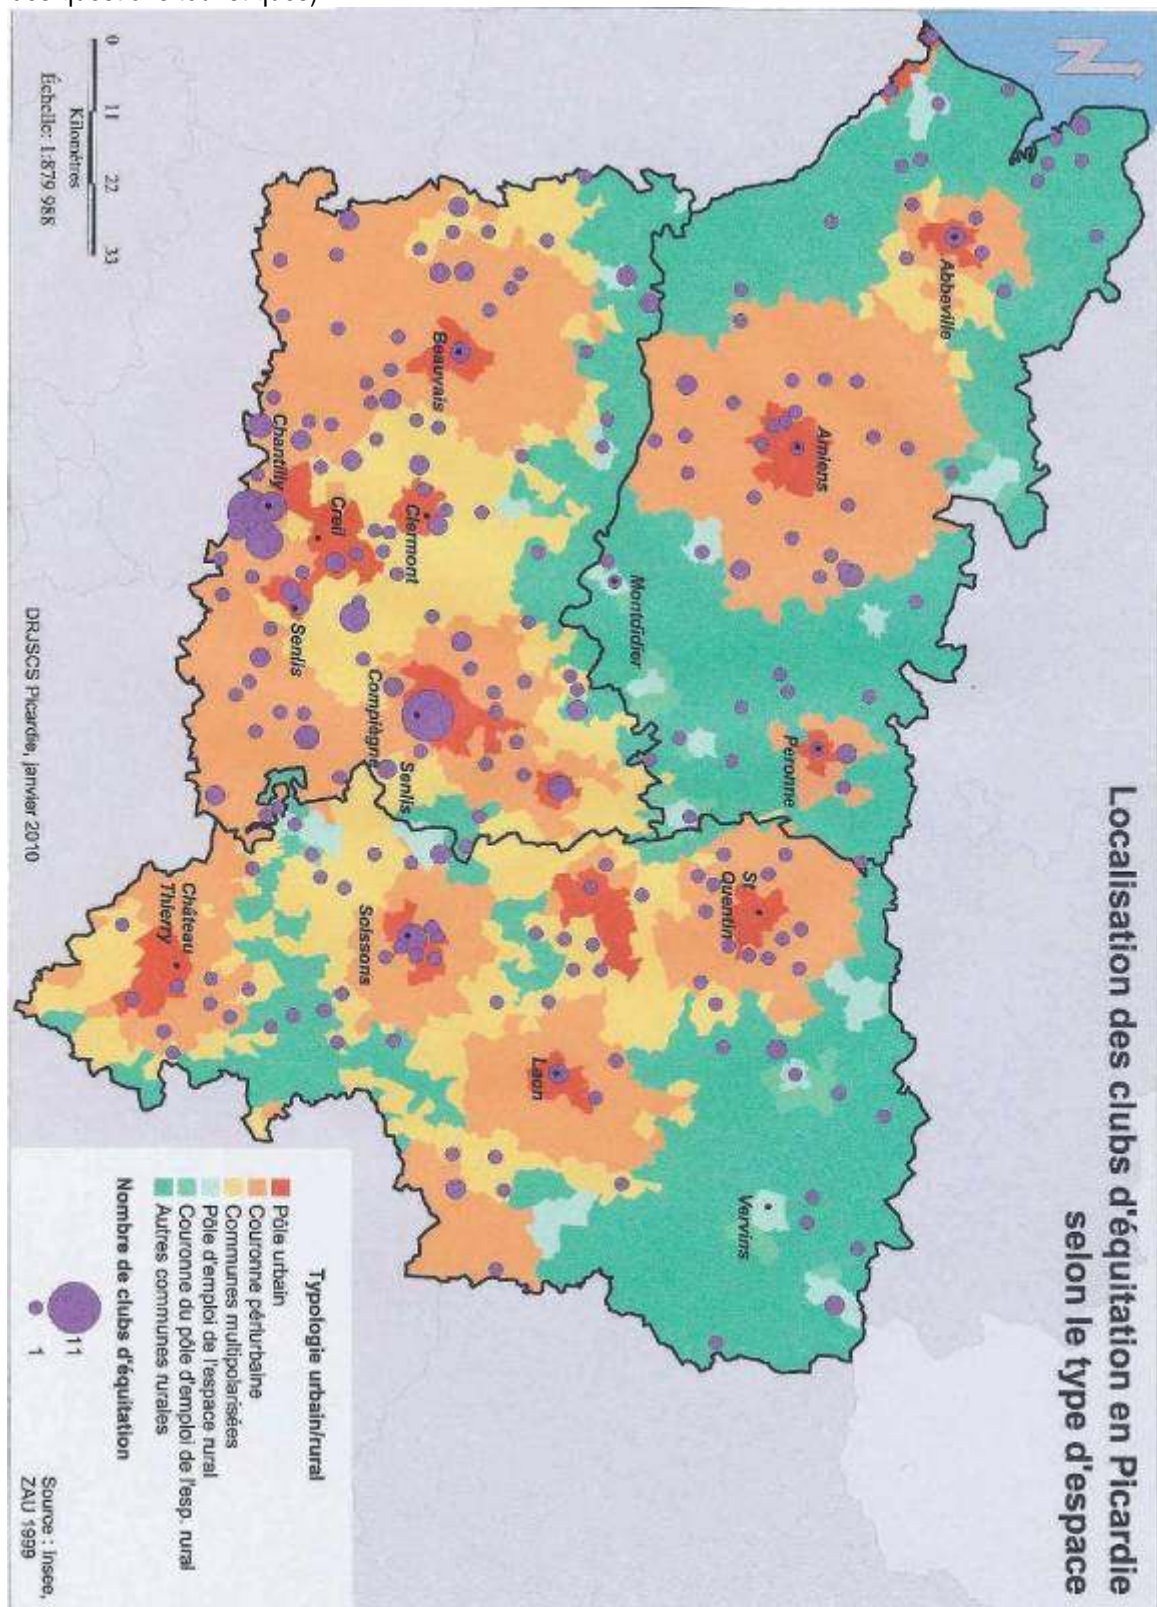 Localisation des clubs d'équitation en Picardie
selon le type d'espace
Abbeville
Amiens
Montdidier
Peronne
Beauvais
Clermont
Chantilly
Creil
Senlis
Compiègne
Senlis
St
Quentin
Soissons
Laon
Vervins
Château
Thierry
0 11 22 33
Kilomètres
Échelle: 1:879 988
DRJSCS Picardie, janvier 2010
Typologie urbain/rural
Pôle urbain
Couronne périurbaine
Communes multipolarisées
Pôle d'emploi de l'espace rural
Couronne du pôle d'emploi de l'esp. rural
Autres communes rurales
Nombre de clubs d'équitation
11
1
Source : Insee,
ZAU 1999